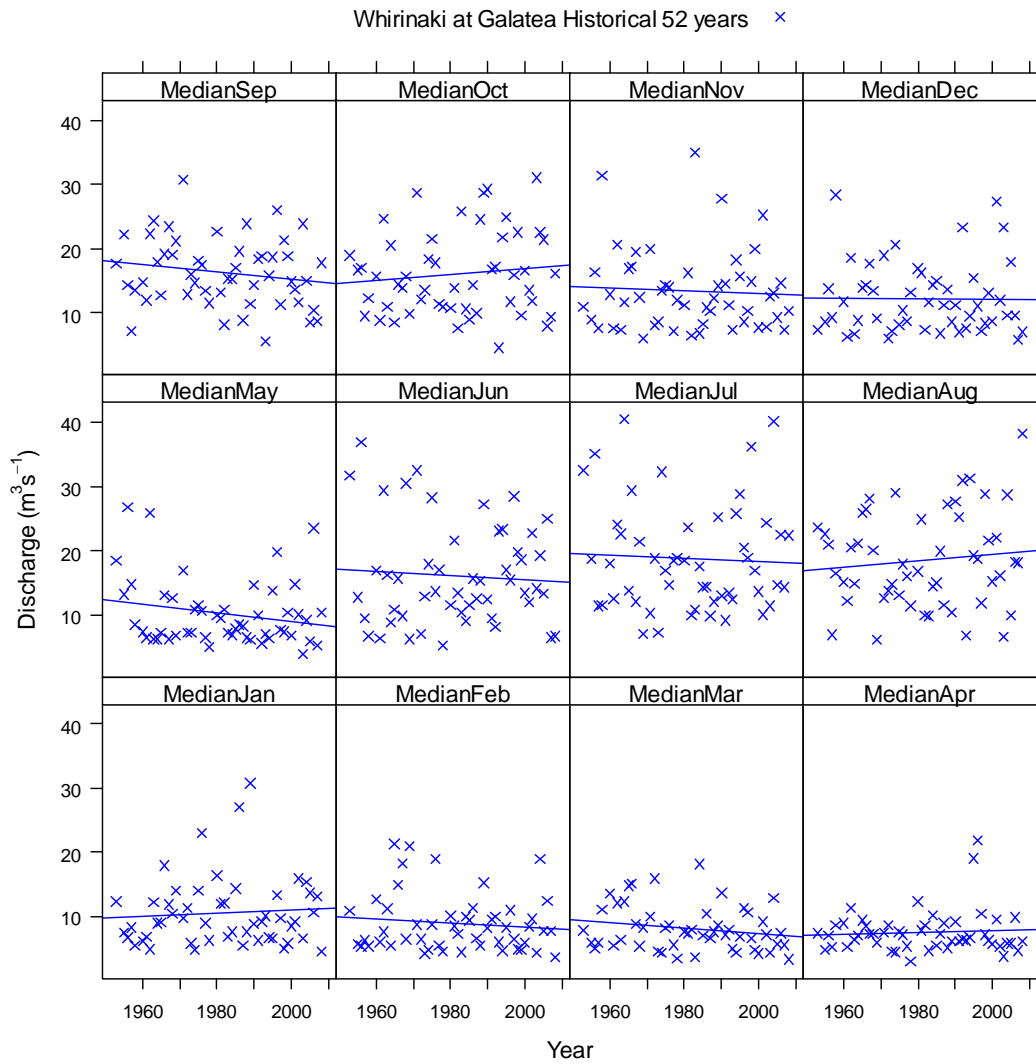 Whirinaki at Galatea Historical 52 years ×
MedianSep MedianOct MedianNov MedianDec
40
30
20
10
MedianMay MedianJun MedianJul MedianAug
40
30
20
10
MedianJan MedianFeb MedianMar MedianApr
40
30
20
10
Discharge (m³s⁻¹)
1960 1980 2000 1960 1980 2000 1960 1980 2000 1960 1980 2000
Year